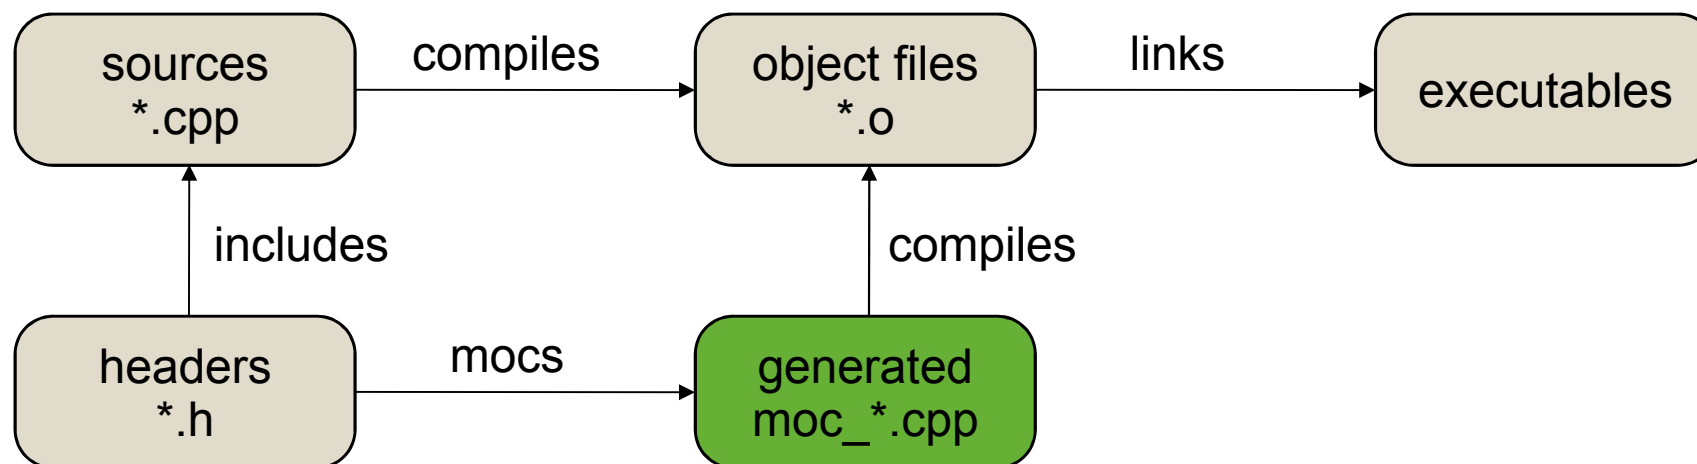 sources
*.cpp
compiles
object files
*.o
links
executables
includes
compiles
headers
*.h
mocs
generated
moc_*.cpp